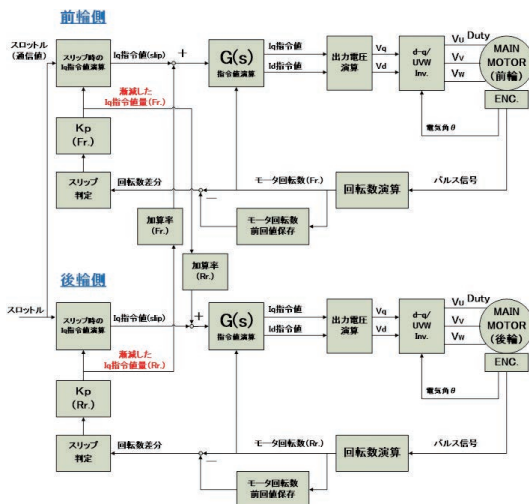 前輪側
スロットル
(通信値)
スリップ時の
Iq指令値演算
Iq指令値(slip)
+
G(s)
指令値演算
Iq指令値
Id指令値
出力電圧
演算
Vq
Vd
d-q/
UVW
Inv.
Vu Duty
Vv
Vw
MAIN
MOTOR
(前輪)
ENC.
漸減した
Iq指令値量(Fr.)
Kp
(Fr.)
電気角θ
スリップ
判定
回転数差分
モータ回転数(Fr.)
回転数演算
パルス信号
モータ回転数
前回値保存
加算率
(Fr.)
加算率
(Rr.)
後輪側
スロットル
スリップ時の
Iq指令値演算
Iq指令値(slip)
+
G(s)
指令値演算
Iq指令値
Id指令値
出力電圧
演算
Vq
Vd
d-q/
UVW
Inv.
Vu Duty
Vv
Vw
MAIN
MOTOR
(後輪)
ENC.
漸減した
Iq指令値量(Rr.)
Kp
(Rr.)
電気角θ
スリップ
判定
回転数差分
モータ回転数(Rr.)
回転数演算
パルス信号
モータ回転数
前回値保存